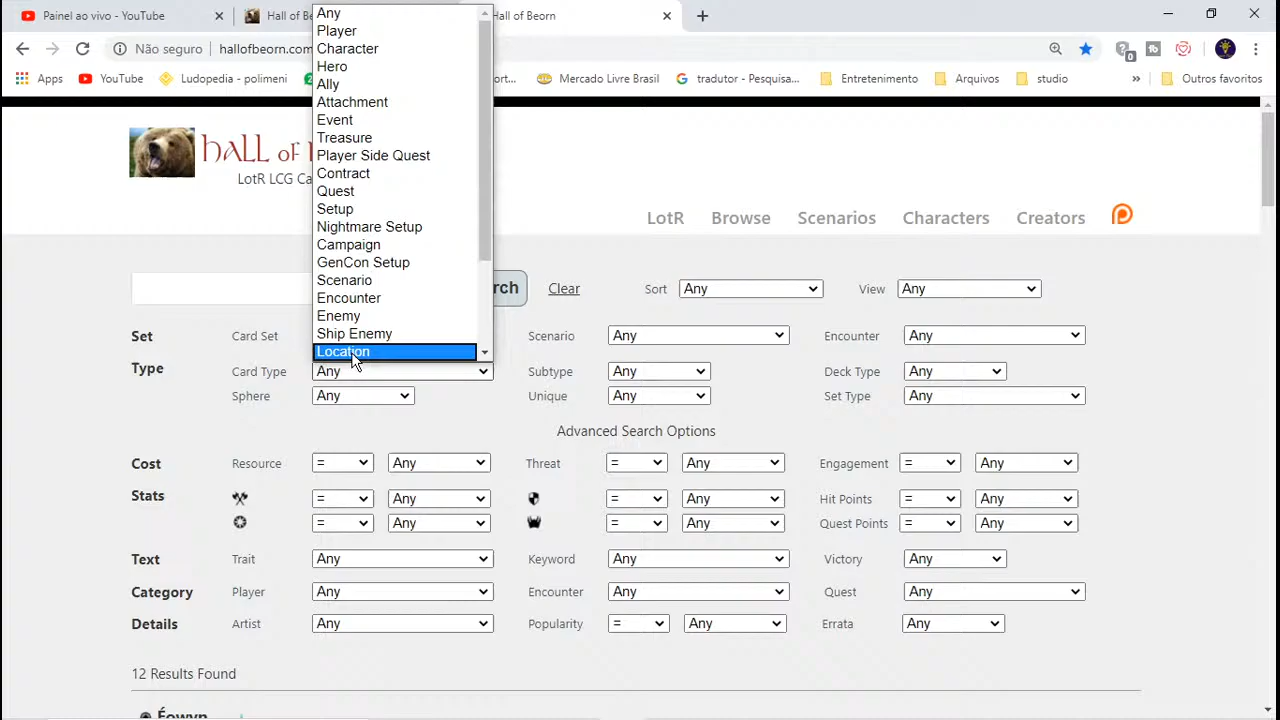 Painel ao vivo - YouTube
Hall of Be
Hall of Beorn
Não seguro
hallofbeorn.com
Apps
YouTube
Ludopedia - polimeni
ort...
Mercado Livre Brasil
tradutor - Pesquisa...
Entretenimento
Arquivos
studio
»
Outros favoritos
Any
Player
Character
Hero
Ally
Attachment
Event
Treasure
Player Side Quest
Contract
Quest
Setup
Nightmare Setup
Campaign
GenCon Setup
Scenario
Encounter
Enemy
Ship Enemy
Location
HALL of
LotR LCG Ca
LotR Browse Scenarios Characters Creators
rch Clear Sort Any View Any
Set Card Set Scenario Any Encounter Any
Type Card Type Any Subtype Any Deck Type Any
Sphere Any Unique Any Set Type Any
Advanced Search Options
Cost Resource = Any Threat = Any Engagement = Any
Stats = Any = Any Hit Points = Any
= Any = Any Quest Points = Any
Text Trait Any Keyword Any Victory Any
Category Player Any Encounter Any Quest Any
Details Artist Any Popularity = Any Errata Any
12 Results Found
Éowyn